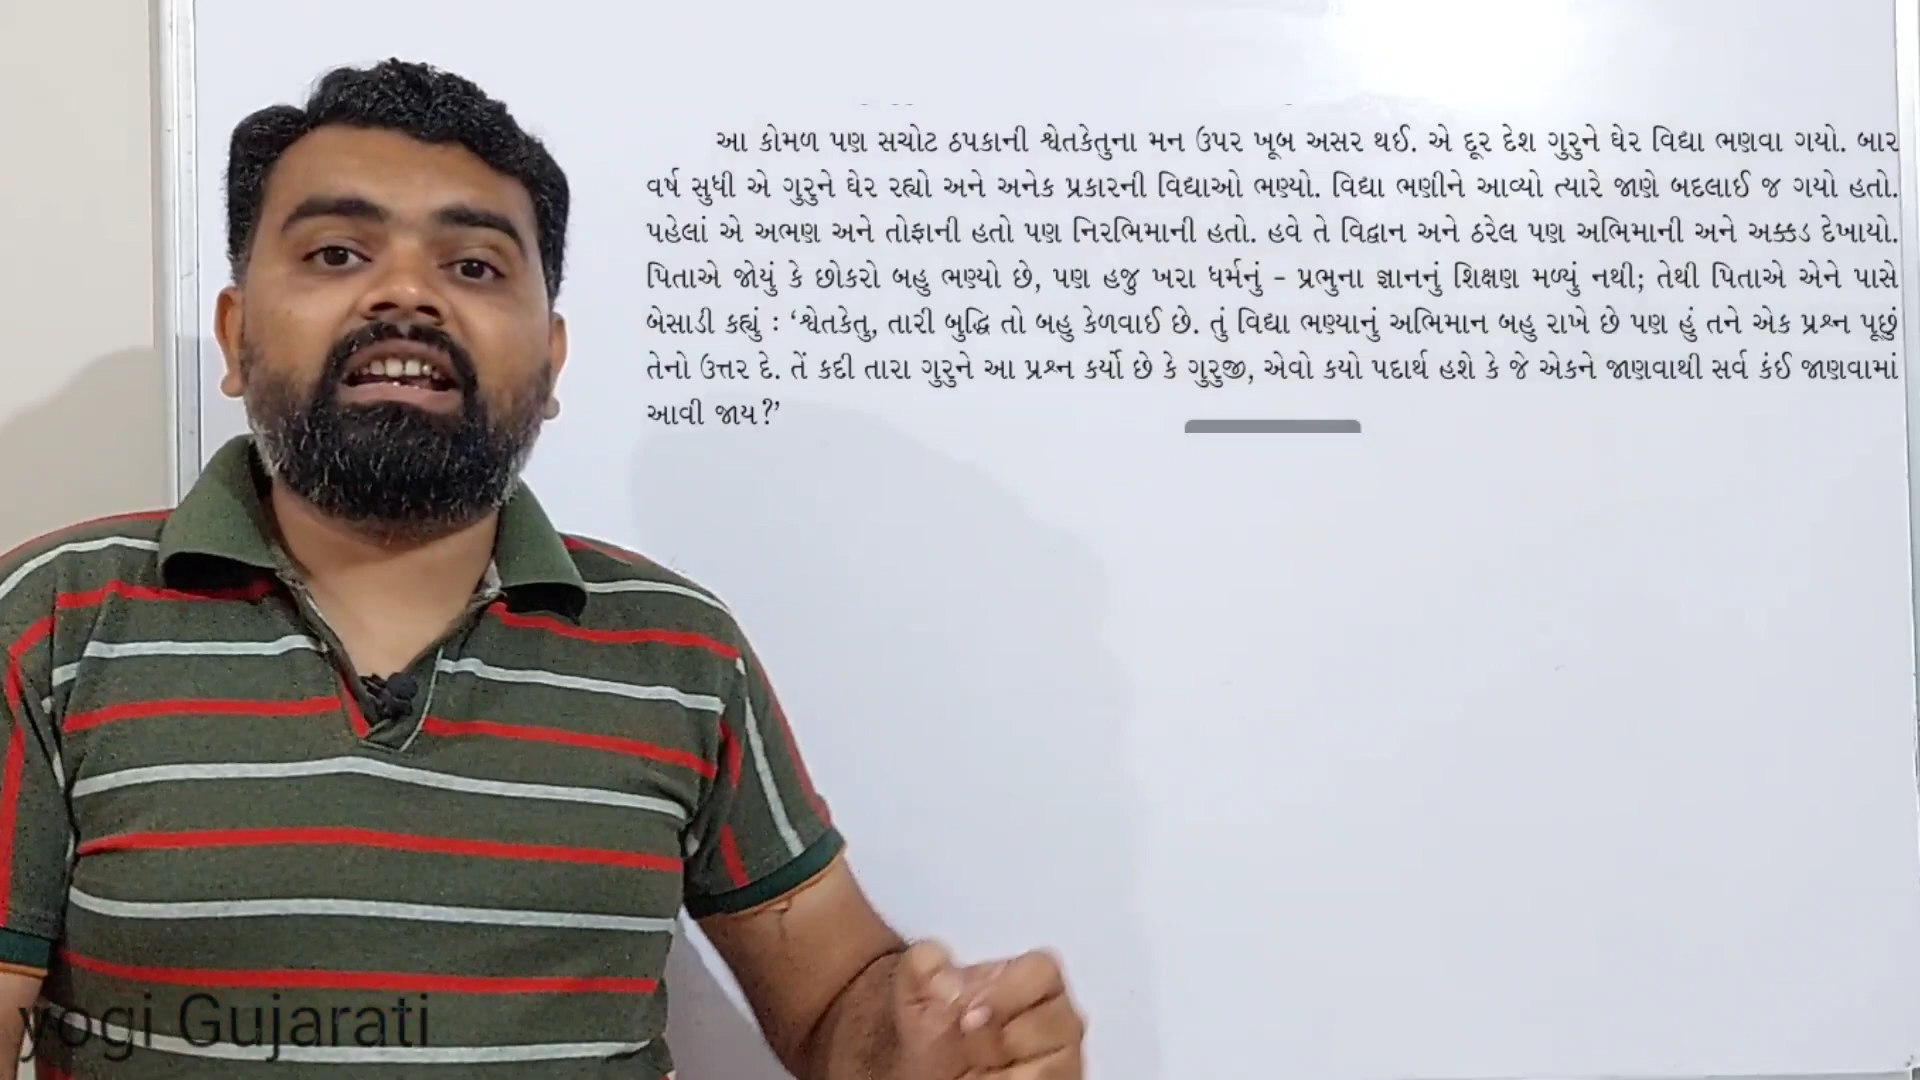 આ કોમળ પણ સચોટ ઠપકાની શ્વેતકેતુના મન ઉપર ખૂબ અસર થઈ. એ દૂર દેશ ગુરુને ઘેર વિદ્યા ભણવા ગયો. બાર
વર્ષ સુધી એ ગુરુને ઘેર રહ્યો અને અનેક પ્રકારની વિદ્યાઓ ભણ્યો. વિદ્યા ભણીને આવ્યો ત્યારે જાણે બદલાઈ જ ગયો હતો.
પહેલાં એ અભણ અને તોફાની હતો પણ નિરભિમાની હતો. હવે તે વિદ્વાન અને ઠરેલ પણ અભિમાની અને અક્કડ દેખાયો.
પિતાએ જોયું કે છોકરો બહુ ભણ્યો છે, પણ હજુ ખરા ધર્મનું – પ્રભુના જ્ઞાનનું શિક્ષણ મળ્યું નથી; તેથી પિતાએ એને પાસે
બેસાડી કહ્યું : ‘શ્વેતકેતુ, તારી બુદ્ધિ તો બહુ કેળવાઈ છે. તું વિદ્યા ભણ્યાનું અભિમાન બહુ રાખે છે પણ હું તને એક પ્રશ્ન પૂછું
તેનો ઉત્તર દે. તેં કદી તારા ગુરુને આ પ્રશ્ન કર્યો છે કે ગુરુજી, એવો કયો પદાર્થ હશે કે જે એકને જાણવાથી સર્વ કંઈ જાણવામાં
આવી જાય?’
yogi Gujarati